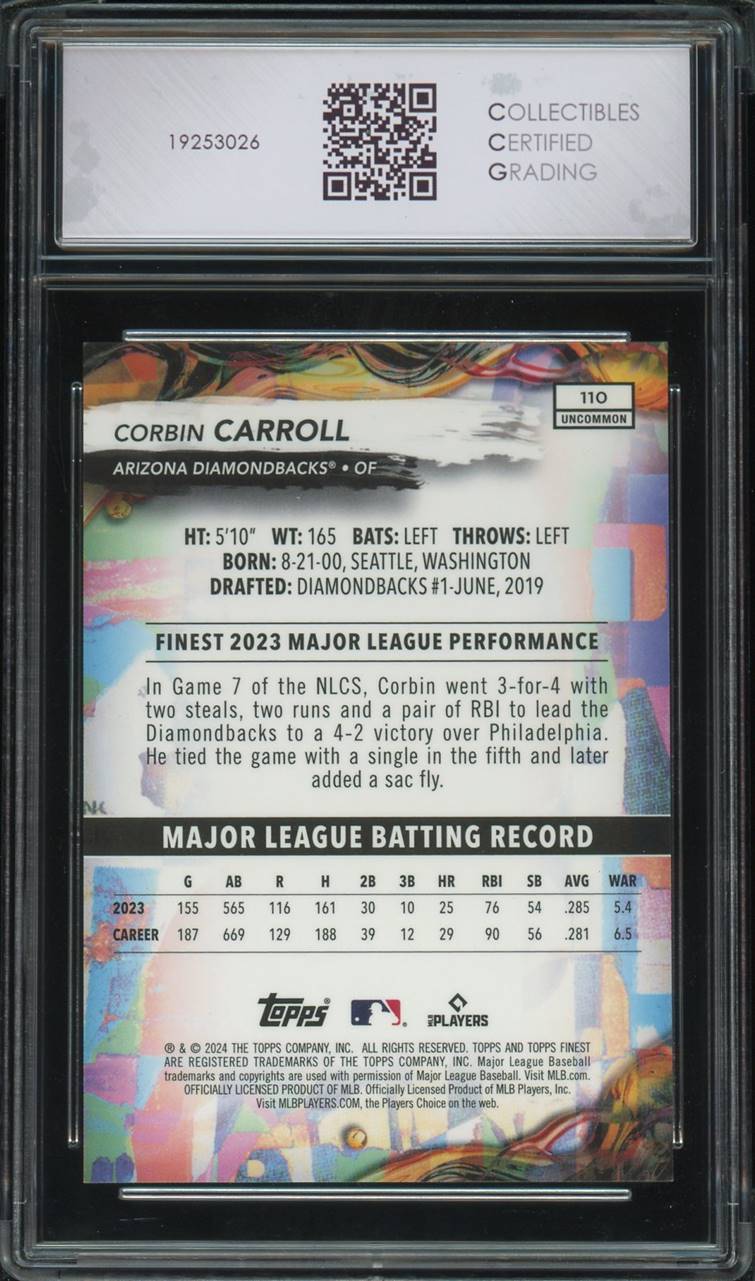 19253026
COLLECTIBLES
CERTIFIED
GRADING
110
UNCOMMON
CORBIN CARROLL
ARIZONA DIAMONDBACKS® • OF
HT: 5'10" WT: 165 BATS: LEFT THROWS: LEFT
BORN: 8-21-00, SEATTLE, WASHINGTON
DRAFTED: DIAMONDBACKS #1-JUNE, 2019
FINEST 2023 MAJOR LEAGUE PERFORMANCE
In Game 7 of the NLCS, Corbin went 3-for-4 with
two steals, two runs and a pair of RBI to lead the
Diamondbacks to a 4-2 victory over Philadelphia.
He tied the game with a single in the fifth and later
added a sac fly.
MAJOR LEAGUE BATTING RECORD
G AB R H 2B 3B HR RBI SB AVG WAR
2023 155 565 116 161 30 10 25 76 54 .285 5.4
CAREER 187 669 129 188 39 12 29 90 56 .281 6.5
topps MLB PLAYERS
® & © 2024 THE TOPPS COMPANY, INC. ALL RIGHTS RESERVED. TOPPS AND TOPPS FINEST
ARE REGISTERED TRADEMARKS OF THE TOPPS COMPANY, INC. Major League Baseball
trademarks and copyrights are used with permission of Major League Baseball. Visit MLB.com.
OFFICIALLY LICENSED PRODUCT OF MLB. Officially Licensed Product of MLB Players, Inc.
Visit MLBPLAYERS.COM, the Players Choice on the web.